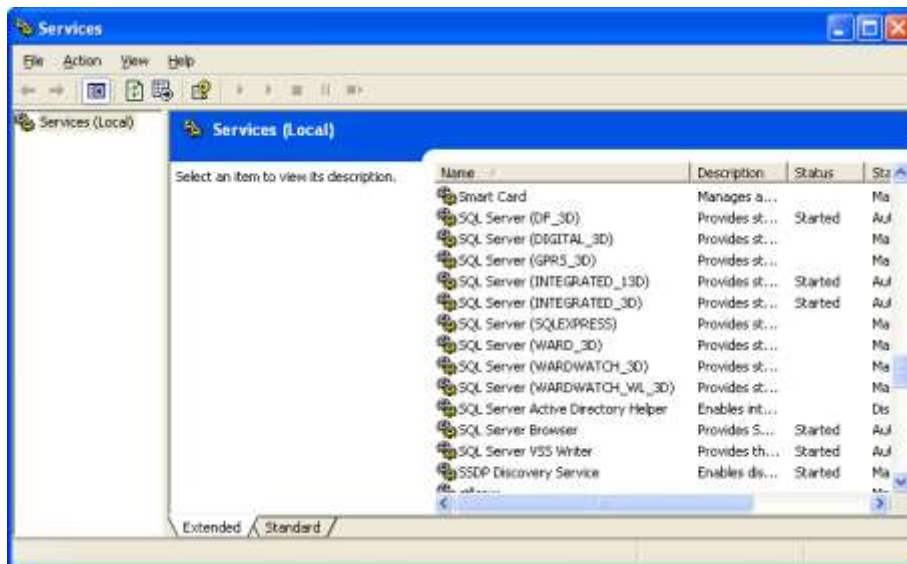 Services
File Action View Help
Services (Local)
Services (Local)
Select an item to view its description.
Name Description Status Sta
Smart Card Manages a... Ma
SQL Server (DF_3D) Provides st... Started Aut
SQL Server (DIGITAL_3D) Provides st... Ma
SQL Server (GPRS_3D) Provides st... Ma
SQL Server (INTEGRATED_13D) Provides st... Started Aut
SQL Server (INTEGRATED_3D) Provides st... Started Aut
SQL Server (SQLEXPRESS) Provides st... Ma
SQL Server (WARD_3D) Provides st... Ma
SQL Server (WARDWATCH_3D) Provides st... Ma
SQL Server (WARDWATCH_WL_3D) Provides st... Ma
SQL Server Active Directory Helper Enables int... Dis
SQL Server Browser Provides S... Started Aut
SQL Server VSS Writer Provides th... Started Aut
SSDP Discovery Service Enables dis... Started Ma
Extended Standard